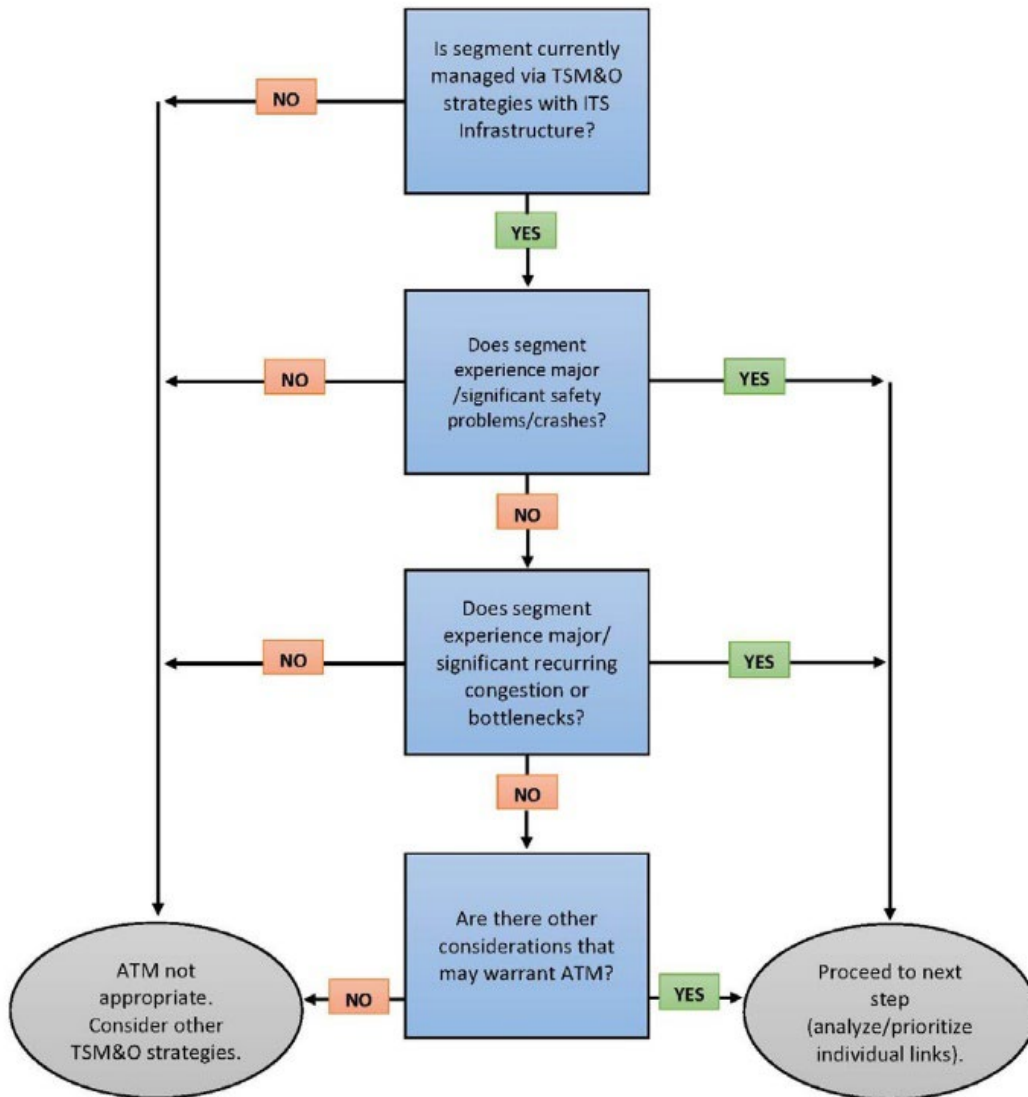 Is segment currently
managed via TSM&O
strategies with ITS
Infrastructure?
NO
YES
Does segment
experience major
/significant safety
problems/crashes?
NO
YES
NO
Does segment
experience major/
significant recurring
congestion or
bottlenecks?
NO
YES
NO
Are there other
considerations that
may warrant ATM?
NO
YES
ATM not
appropriate.
Consider other
TSM&O strategies.
Proceed to next
step
(analyze/prioritize
individual links).